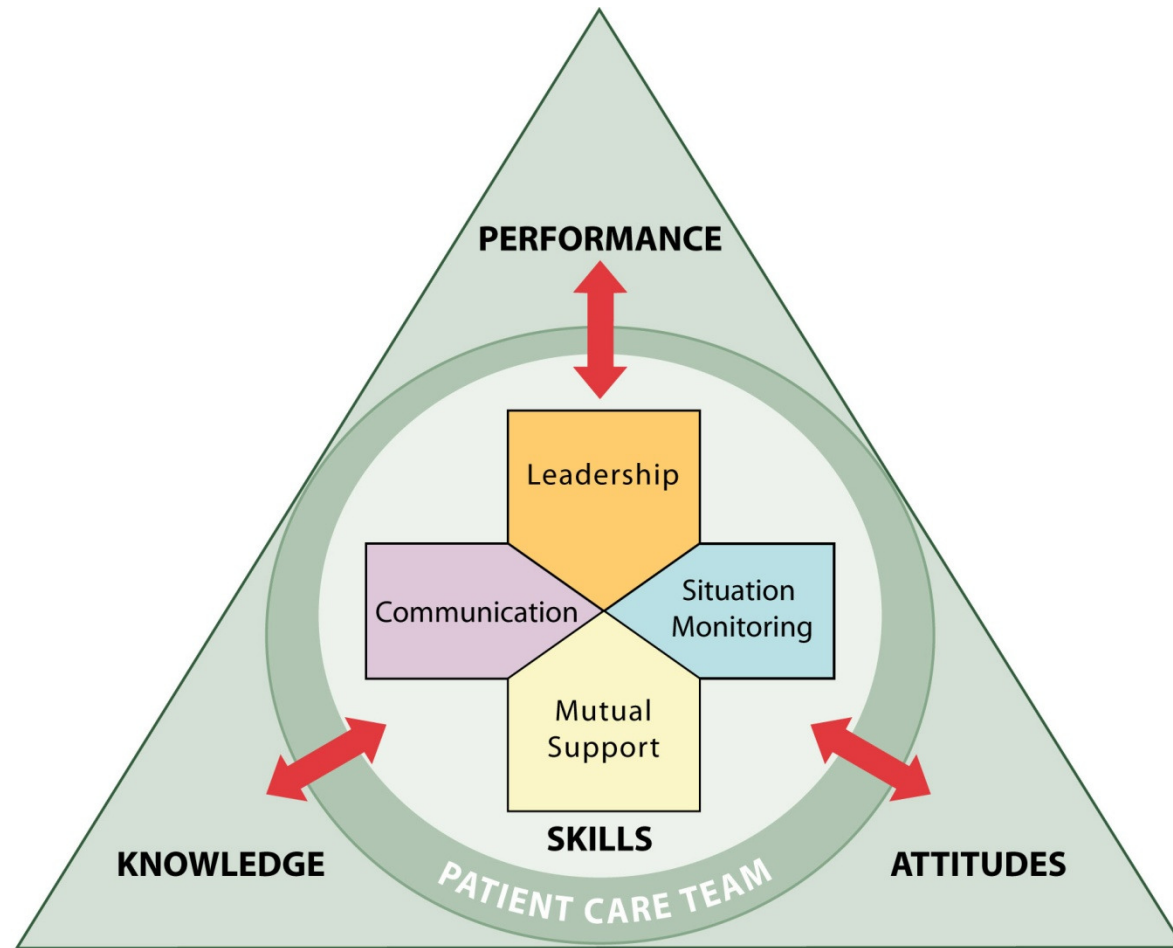 PERFORMANCE
Leadership
Communication
Situation
Monitoring
Mutual
Support
SKILLS
KNOWLEDGE
ATTITUDES
PATIENT CARE TEAM